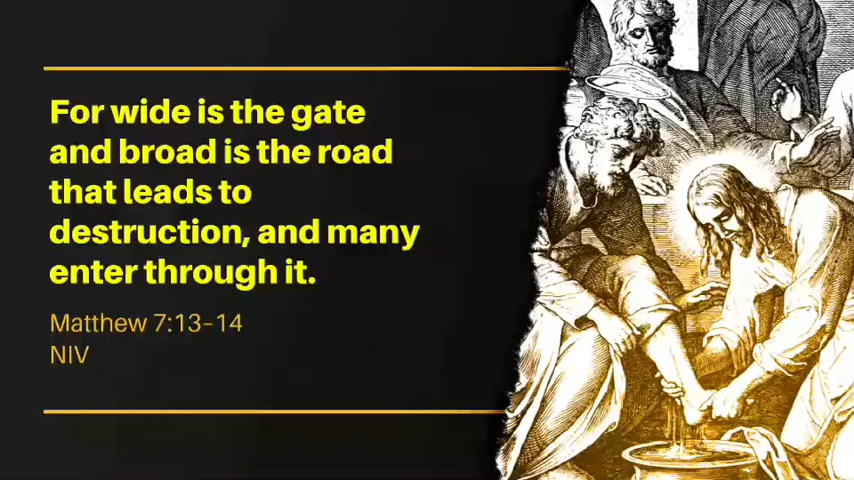 For wide is the gate
and broad is the road
that leads to
destruction, and many
enter through it.
Matthew 7:13–14
NIV